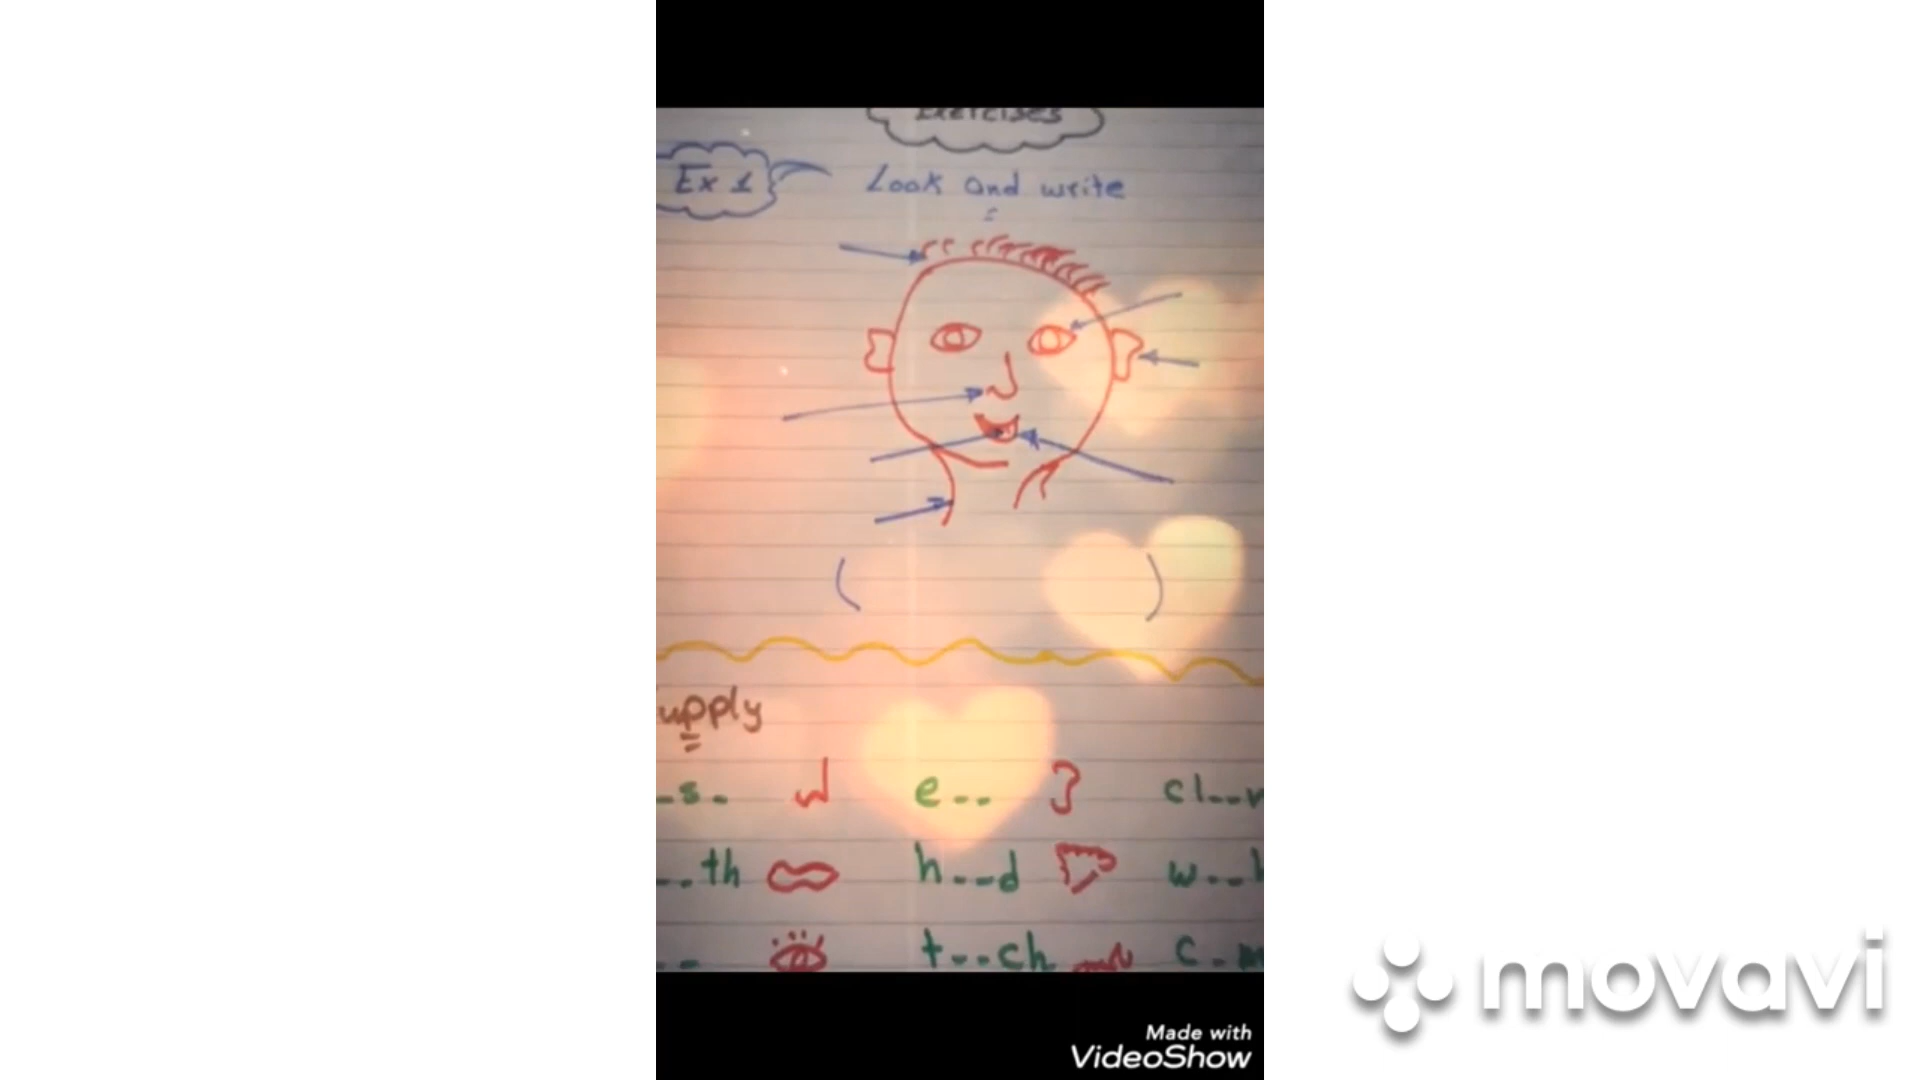 Exercises
Ex 1 Look and write
( )
upply
-s- e-- cl--
--th h--d w--
-- t--ch c-m
Made with
VideoShow
movavi